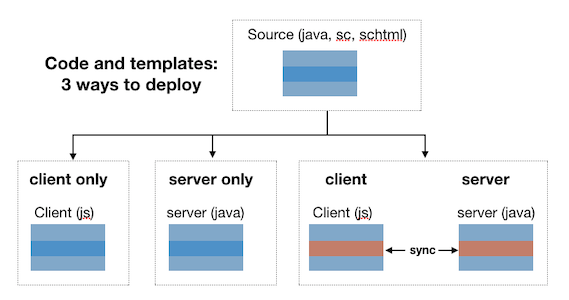 Source (java, sc, schtml)
Code and templates:
3 ways to deploy
client only
server only
client
server
Client (js)
server (java)
Client (js)
server (java)
sync